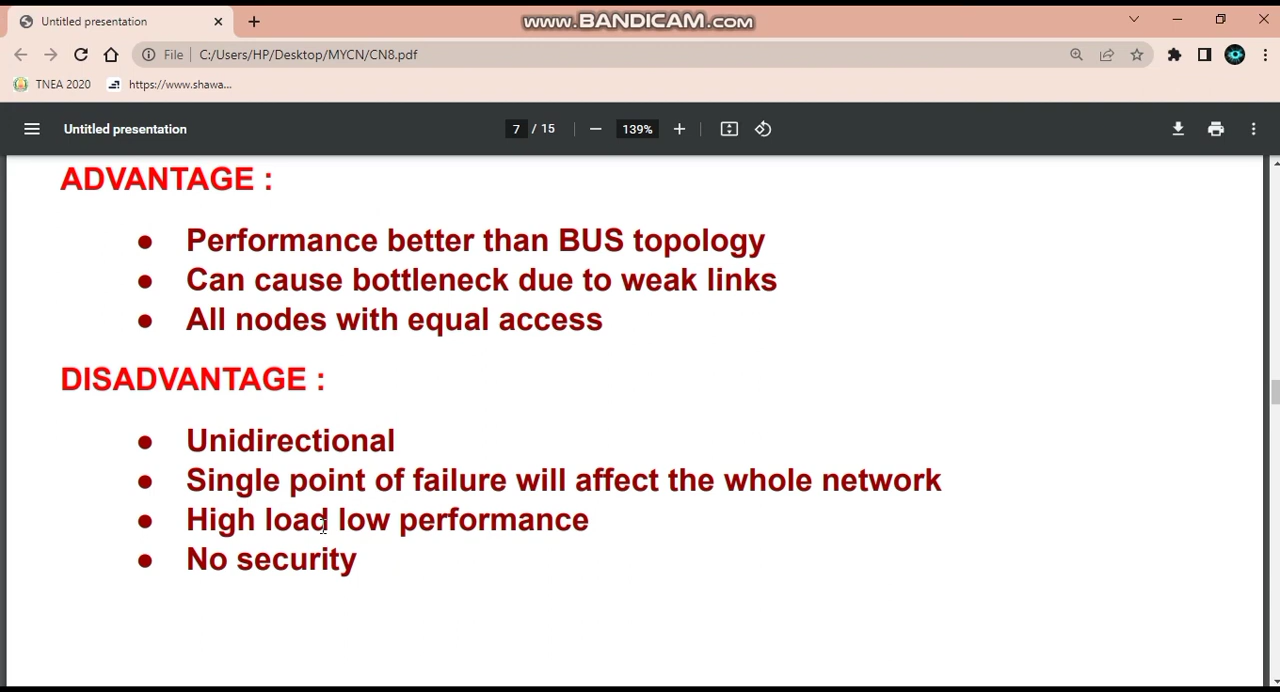 Untitled presentation
www.BANDICAM.com
File C:/Users/HP/Desktop/MYCN/CN8.pdf
TNEA 2020 https://www.shawa...
Untitled presentation 7 / 15 139%
ADVANTAGE :
● Performance better than BUS topology
● Can cause bottleneck due to weak links
● All nodes with equal access
DISADVANTAGE :
● Unidirectional
● Single point of failure will affect the whole network
● High load low performance
● No security